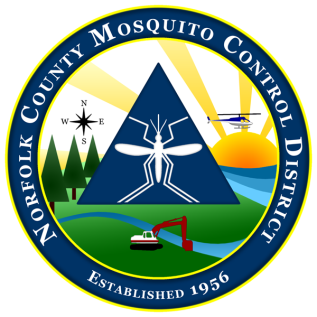 Norfolk County Mosquito Control District
N
W E
S
Established 1956